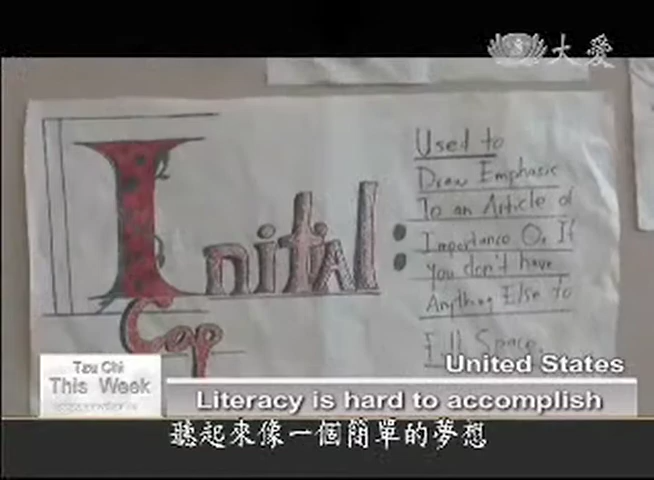 大愛
Initial
Cap
:
Used to
Draw Emphasis
To an Article of
Importance Or If
You don't have
Anything Else to
Fill Space.
United States
Tzu Chi
This Week
Literacy is hard to accomplish
聽起來像一個簡單的夢想